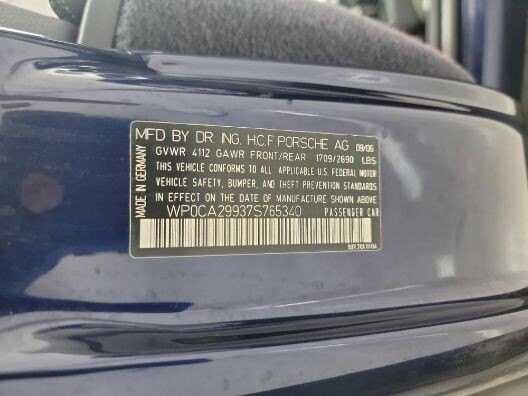 MFD BY DR. ING. H.C.F. PORSCHE AG 09/06
GVWR 4112 GAWR FRONT/REAR 1709/2690 LBS
THIS VEHICLE CONFORMS TO ALL APPLICABLE U.S. FEDERAL
VEHICLE SAFETY, BUMPER, AND THEFT PREVENTION STANDARDS
IN EFFECT ON THE DATE OF MANUFACTURE SHOWN ABOVE
WP0CA29937S765340 PASSENGER CAR
MADE IN GERMANY